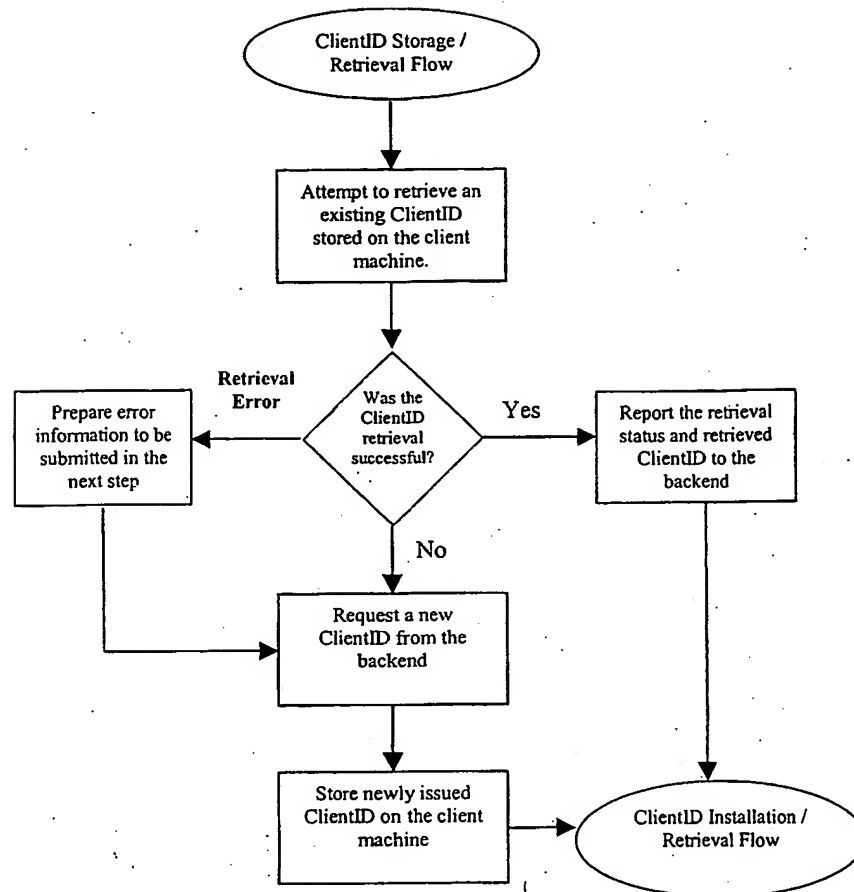 ClientID Storage /
Retrieval Flow
Attempt to retrieve an
existing ClientID
stored on the client
machine.
Retrieval
Error
Was the
ClientID
retrieval
successful?
Yes
Prepare error
information to be
submitted in the
next step
Report the retrieval
status and retrieved
ClientID to the
backend
No
Request a new
ClientID from the
backend
Store newly issued
ClientID on the client
machine
ClientID Installation /
Retrieval Flow